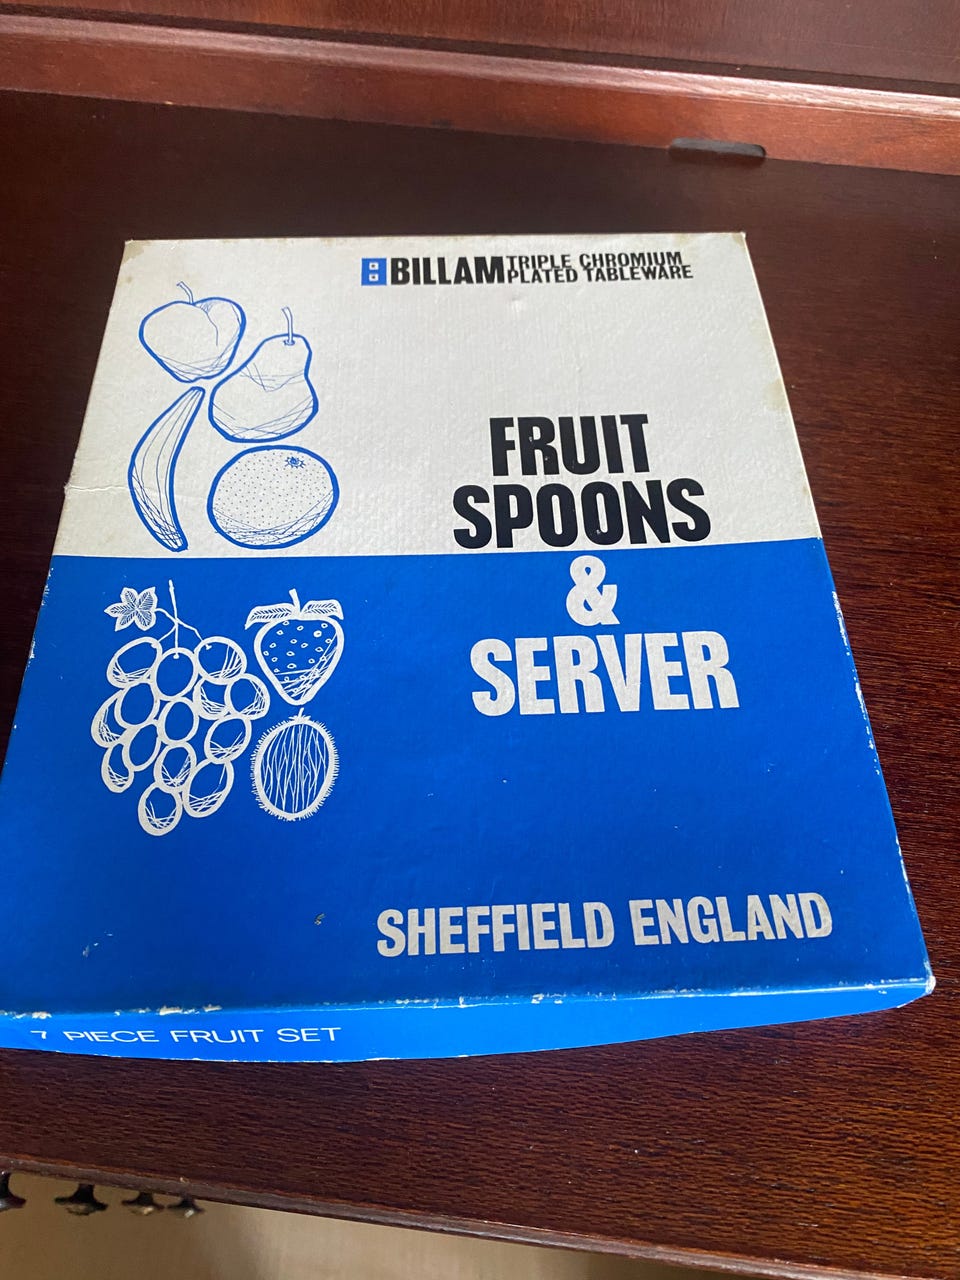 BILLAM TRIPLE CHROMIUM
PLATED TABLEWARE
FRUIT
SPOONS
&
SERVER
SHEFFIELD ENGLAND
7 PIECE FRUIT SET